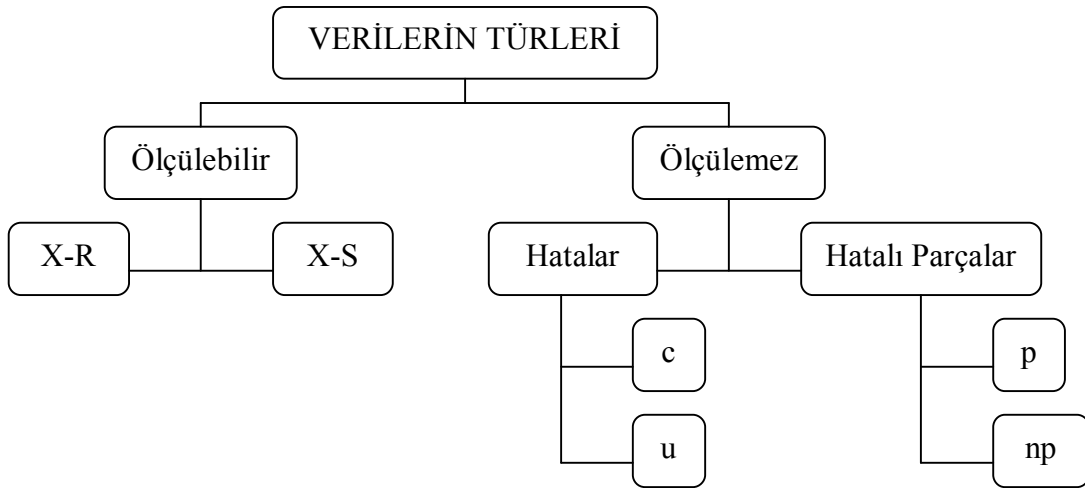 VERİLERİN TÜRLERİ
Ölçülebilir
Ölçülemez
X-R
X-S
Hatalar
Hatalı Parçalar
c
p
u
np